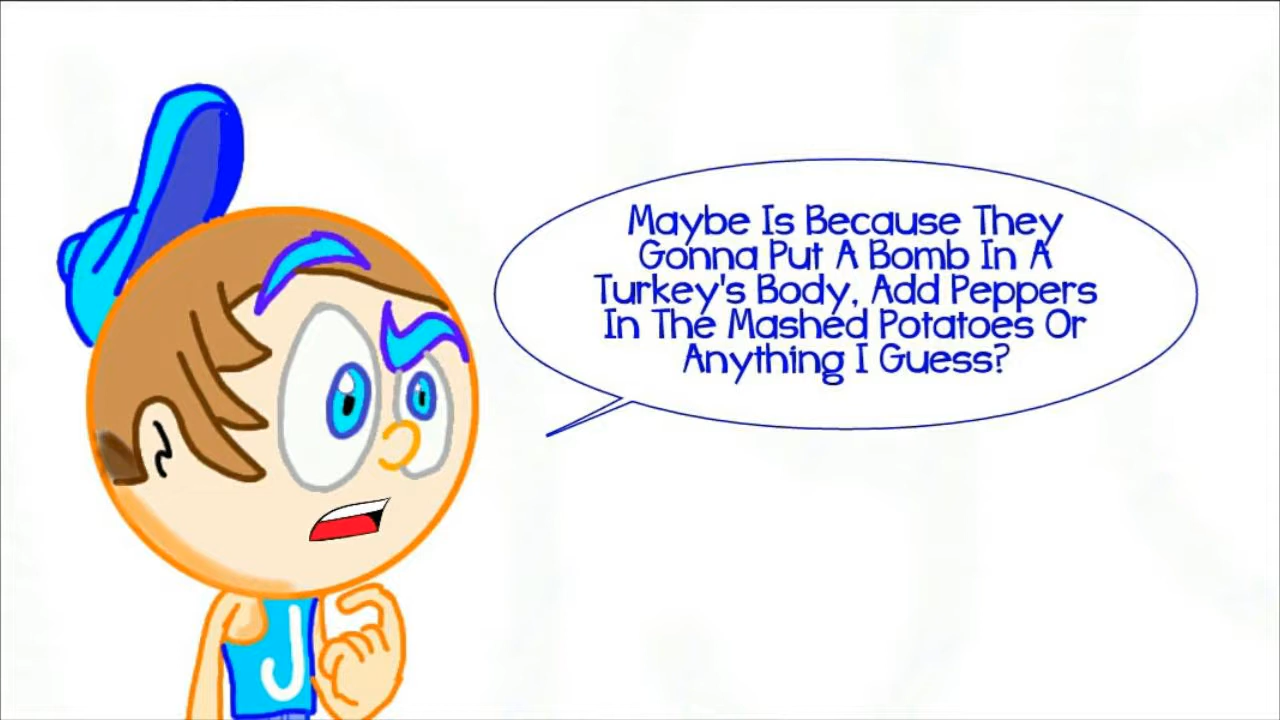 Maybe Is Because They
Gonna Put A Bomb In A
Turkey's Body, Add Peppers
In The Mashed Potatoes Or
Anything I Guess?
J